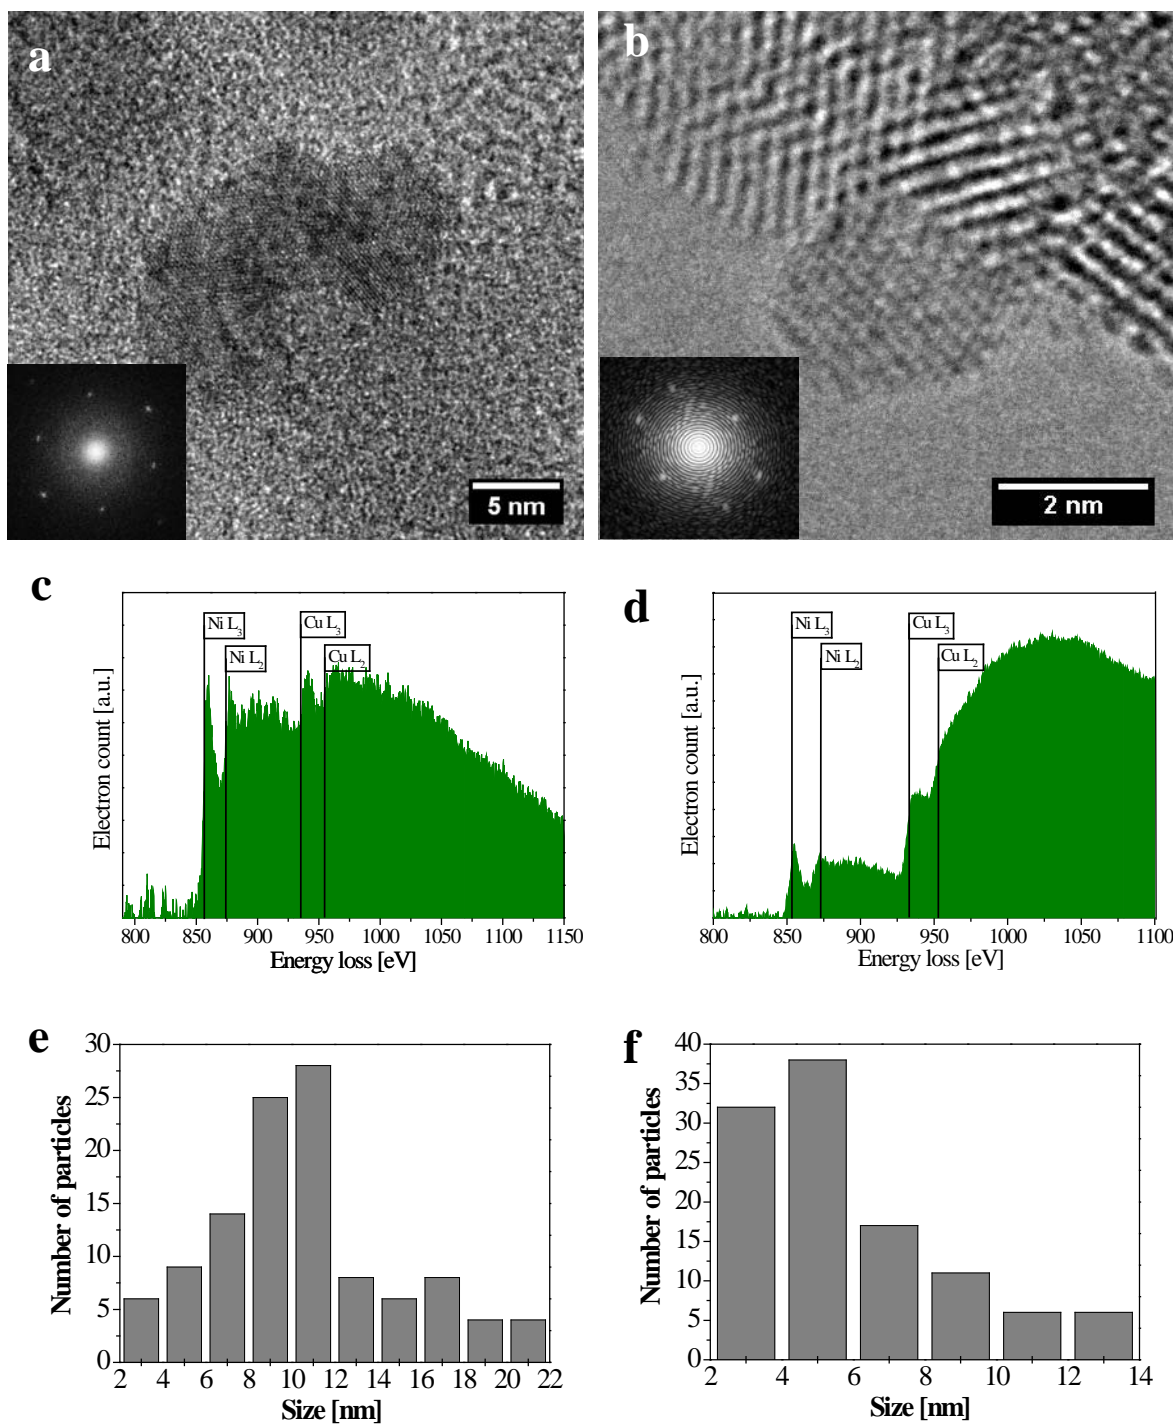 a
b
5 nm
2 nm
c
d
Ni L3
Cu L3
Ni L2
Cu L2
Electron count [a.u.]
800 850 900 950 1000 1050 1100 1150
Energy loss [eV]
Ni L3
Cu L3
Ni L2
Cu L2
Electron count [a.u.]
800 850 900 950 1000 1050 1100
Energy loss [eV]
e
30
25
20
15
10
5
0
Number of particles
2 4 6 8 10 12 14 16 18 20 22
Size [nm]
f
40
35
30
25
20
15
10
5
0
Number of particles
2 4 6 8 10 12 14
Size [nm]